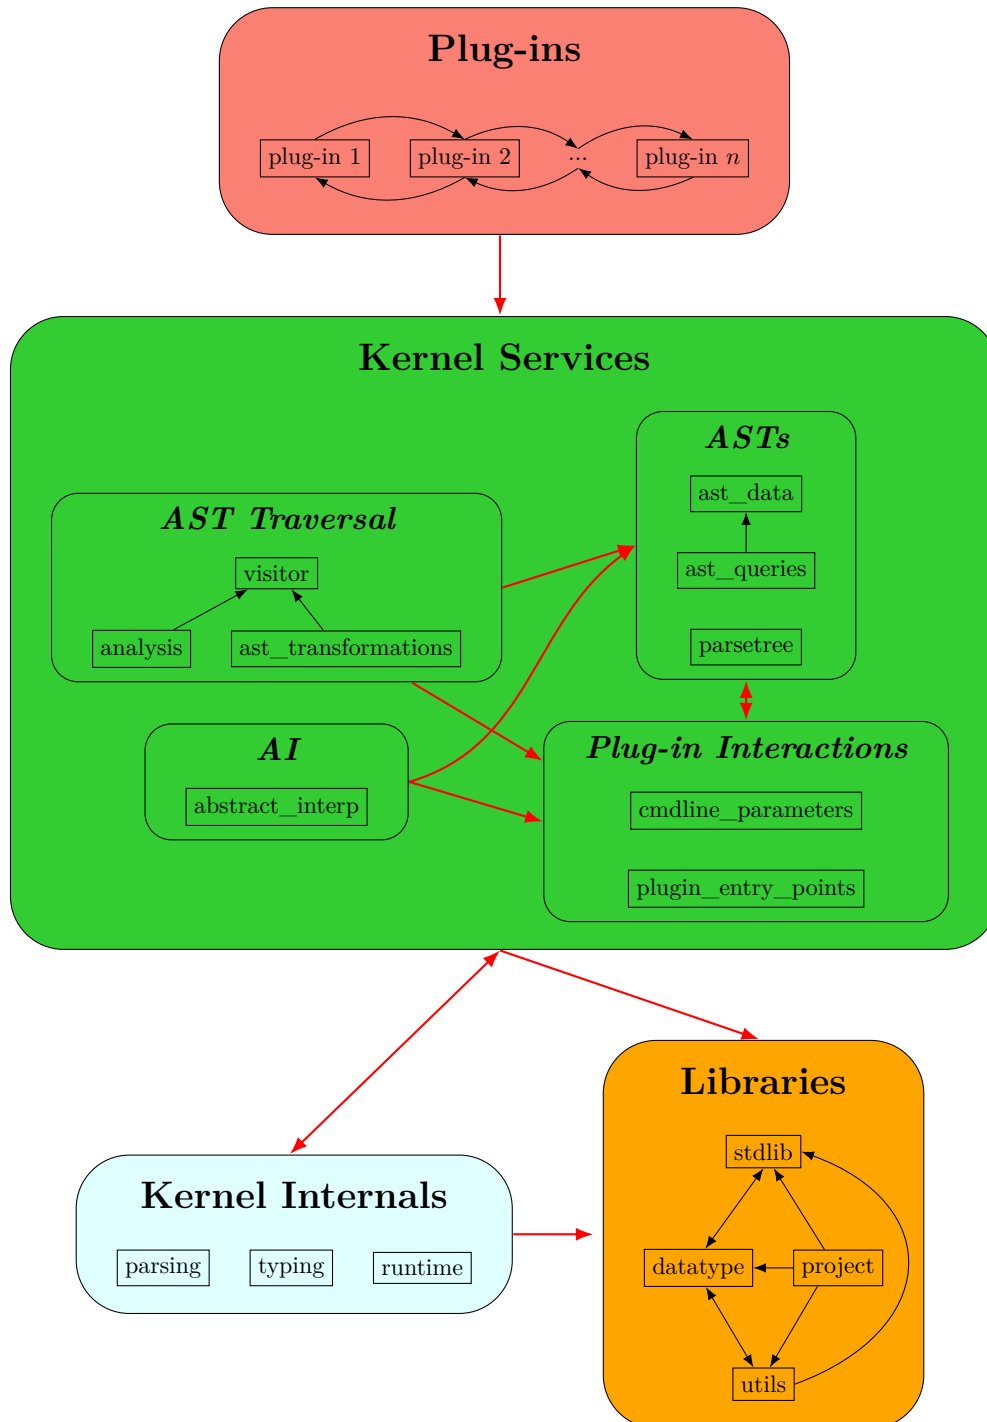 Plug-ins
plug-in 1
plug-in 2
...
plug-in n
Kernel Services
ASTs
ast_data
ast_queries
parsetree
AST Traversal
visitor
analysis
ast_transformations
AI
abstract_interp
Plug-in Interactions
cmdline_parameters
plugin_entry_points
Libraries
stdlib
datatype
project
utils
Kernel Internals
parsing
typing
runtime